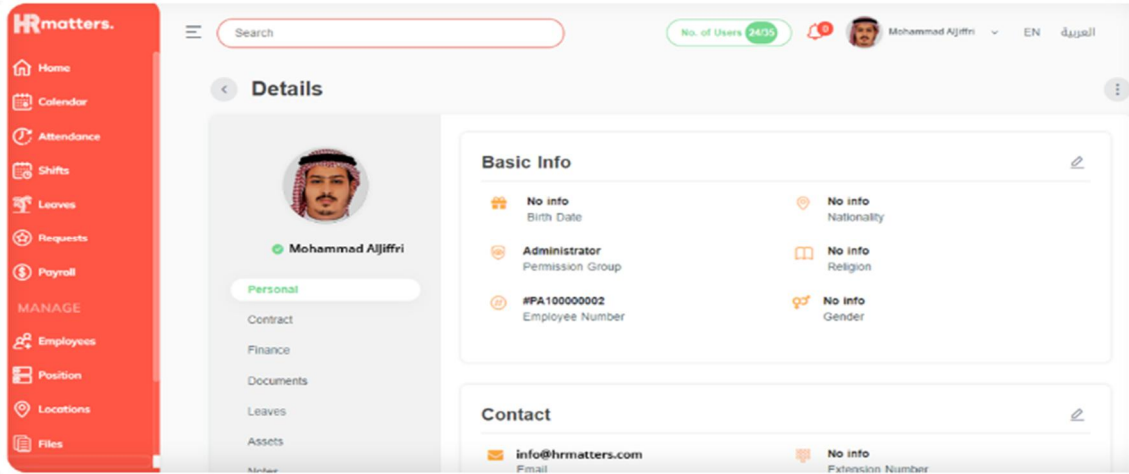 HRmatters.
Search
No. of Users 24/35
0
Mohammad Aljiffri
EN
العربية
Home
Calendar
Attendance
Shifts
Leaves
Requests
Payroll
MANAGE
Employees
Position
Locations
Files
Details
Mohammad AlJiffri
Personal
Contract
Finance
Documents
Leaves
Assets
Notes
Basic Info
No info
Birth Date
No info
Nationality
Administrator
Permission Group
No info
Religion
#PA100000002
Employee Number
No info
Gender
Contact
info@hrmatters.com
Email
No info
Extension Number